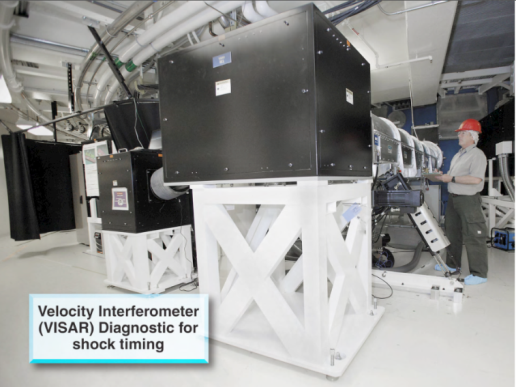 Velocity Interferometer
(VISAR) Diagnostic for
shock timing